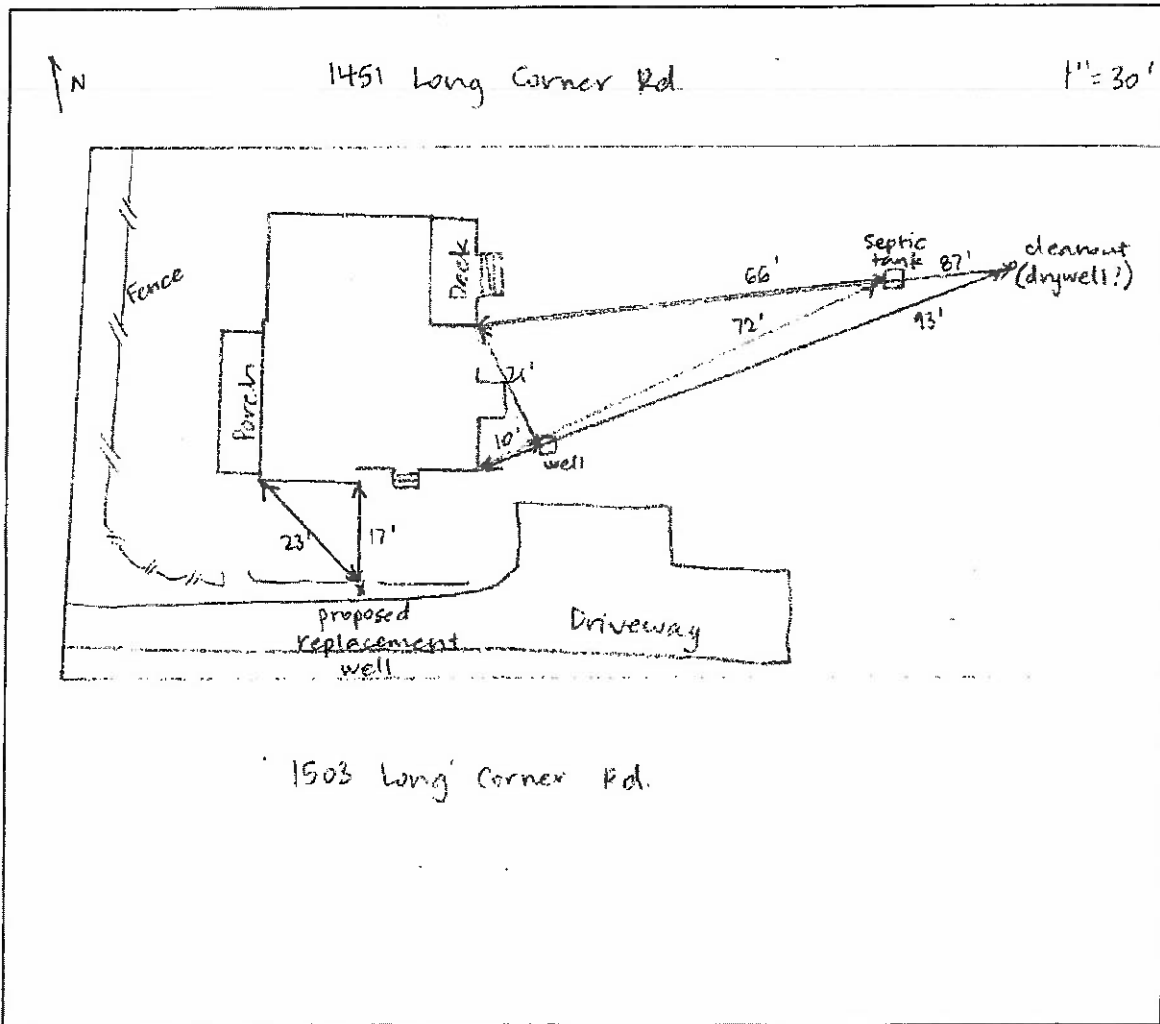 N
1451 Long Corner Rd.
1"=30'
Fence
Deck
Porch
66'
Septic
tank
87'
cleanout
(drywell?)
72'
93'
21'
10'
well
23'
17'
proposed
replacement
well
Driveway
1503 Long Corner Rd.